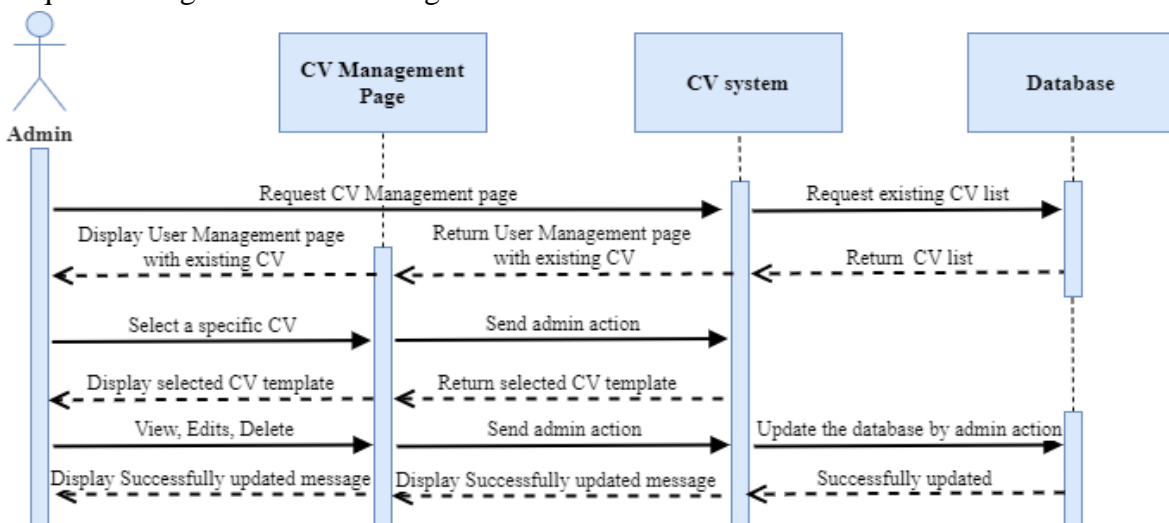 CV Management
Page
CV system
Database
Admin
Request CV Management page
Request existing CV list
Display User Management page
with existing CV
Return User Management page
with existing CV
Return CV list
Select a specific CV
Send admin action
Display selected CV template
Return selected CV template
View, Edits, Delete
Send admin action
Update the database by admin action
Display Successfully updated message
Display Successfully updated message
Successfully updated